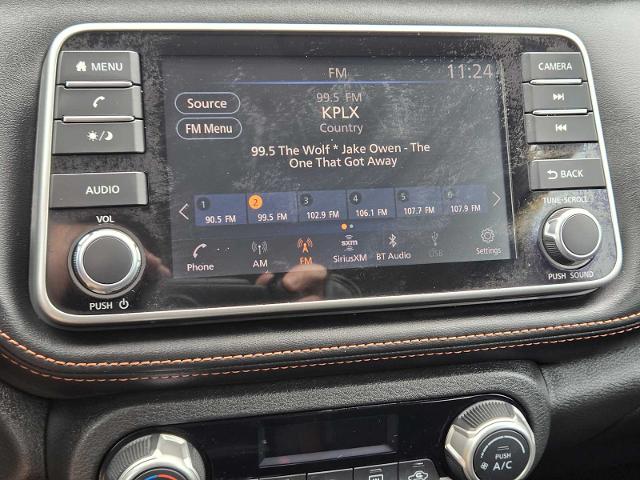 MENU
FM
11:24
CAMERA
Source
99.5 FM
KPLX
Country
FM Menu
99.5 The Wolf * Jake Owen - The
One That Got Away
AUDIO
BACK
1 2 3 4 5 6
90.5 FM 99.5 FM 102.9 FM 106.1 FM 107.7 FM 107.9 FM
VOL
TUNE·SCROLL
Phone AM FM SiriusXM BT Audio USB Settings
sxm
PUSH
PUSH SOUND
PUSH
A/C